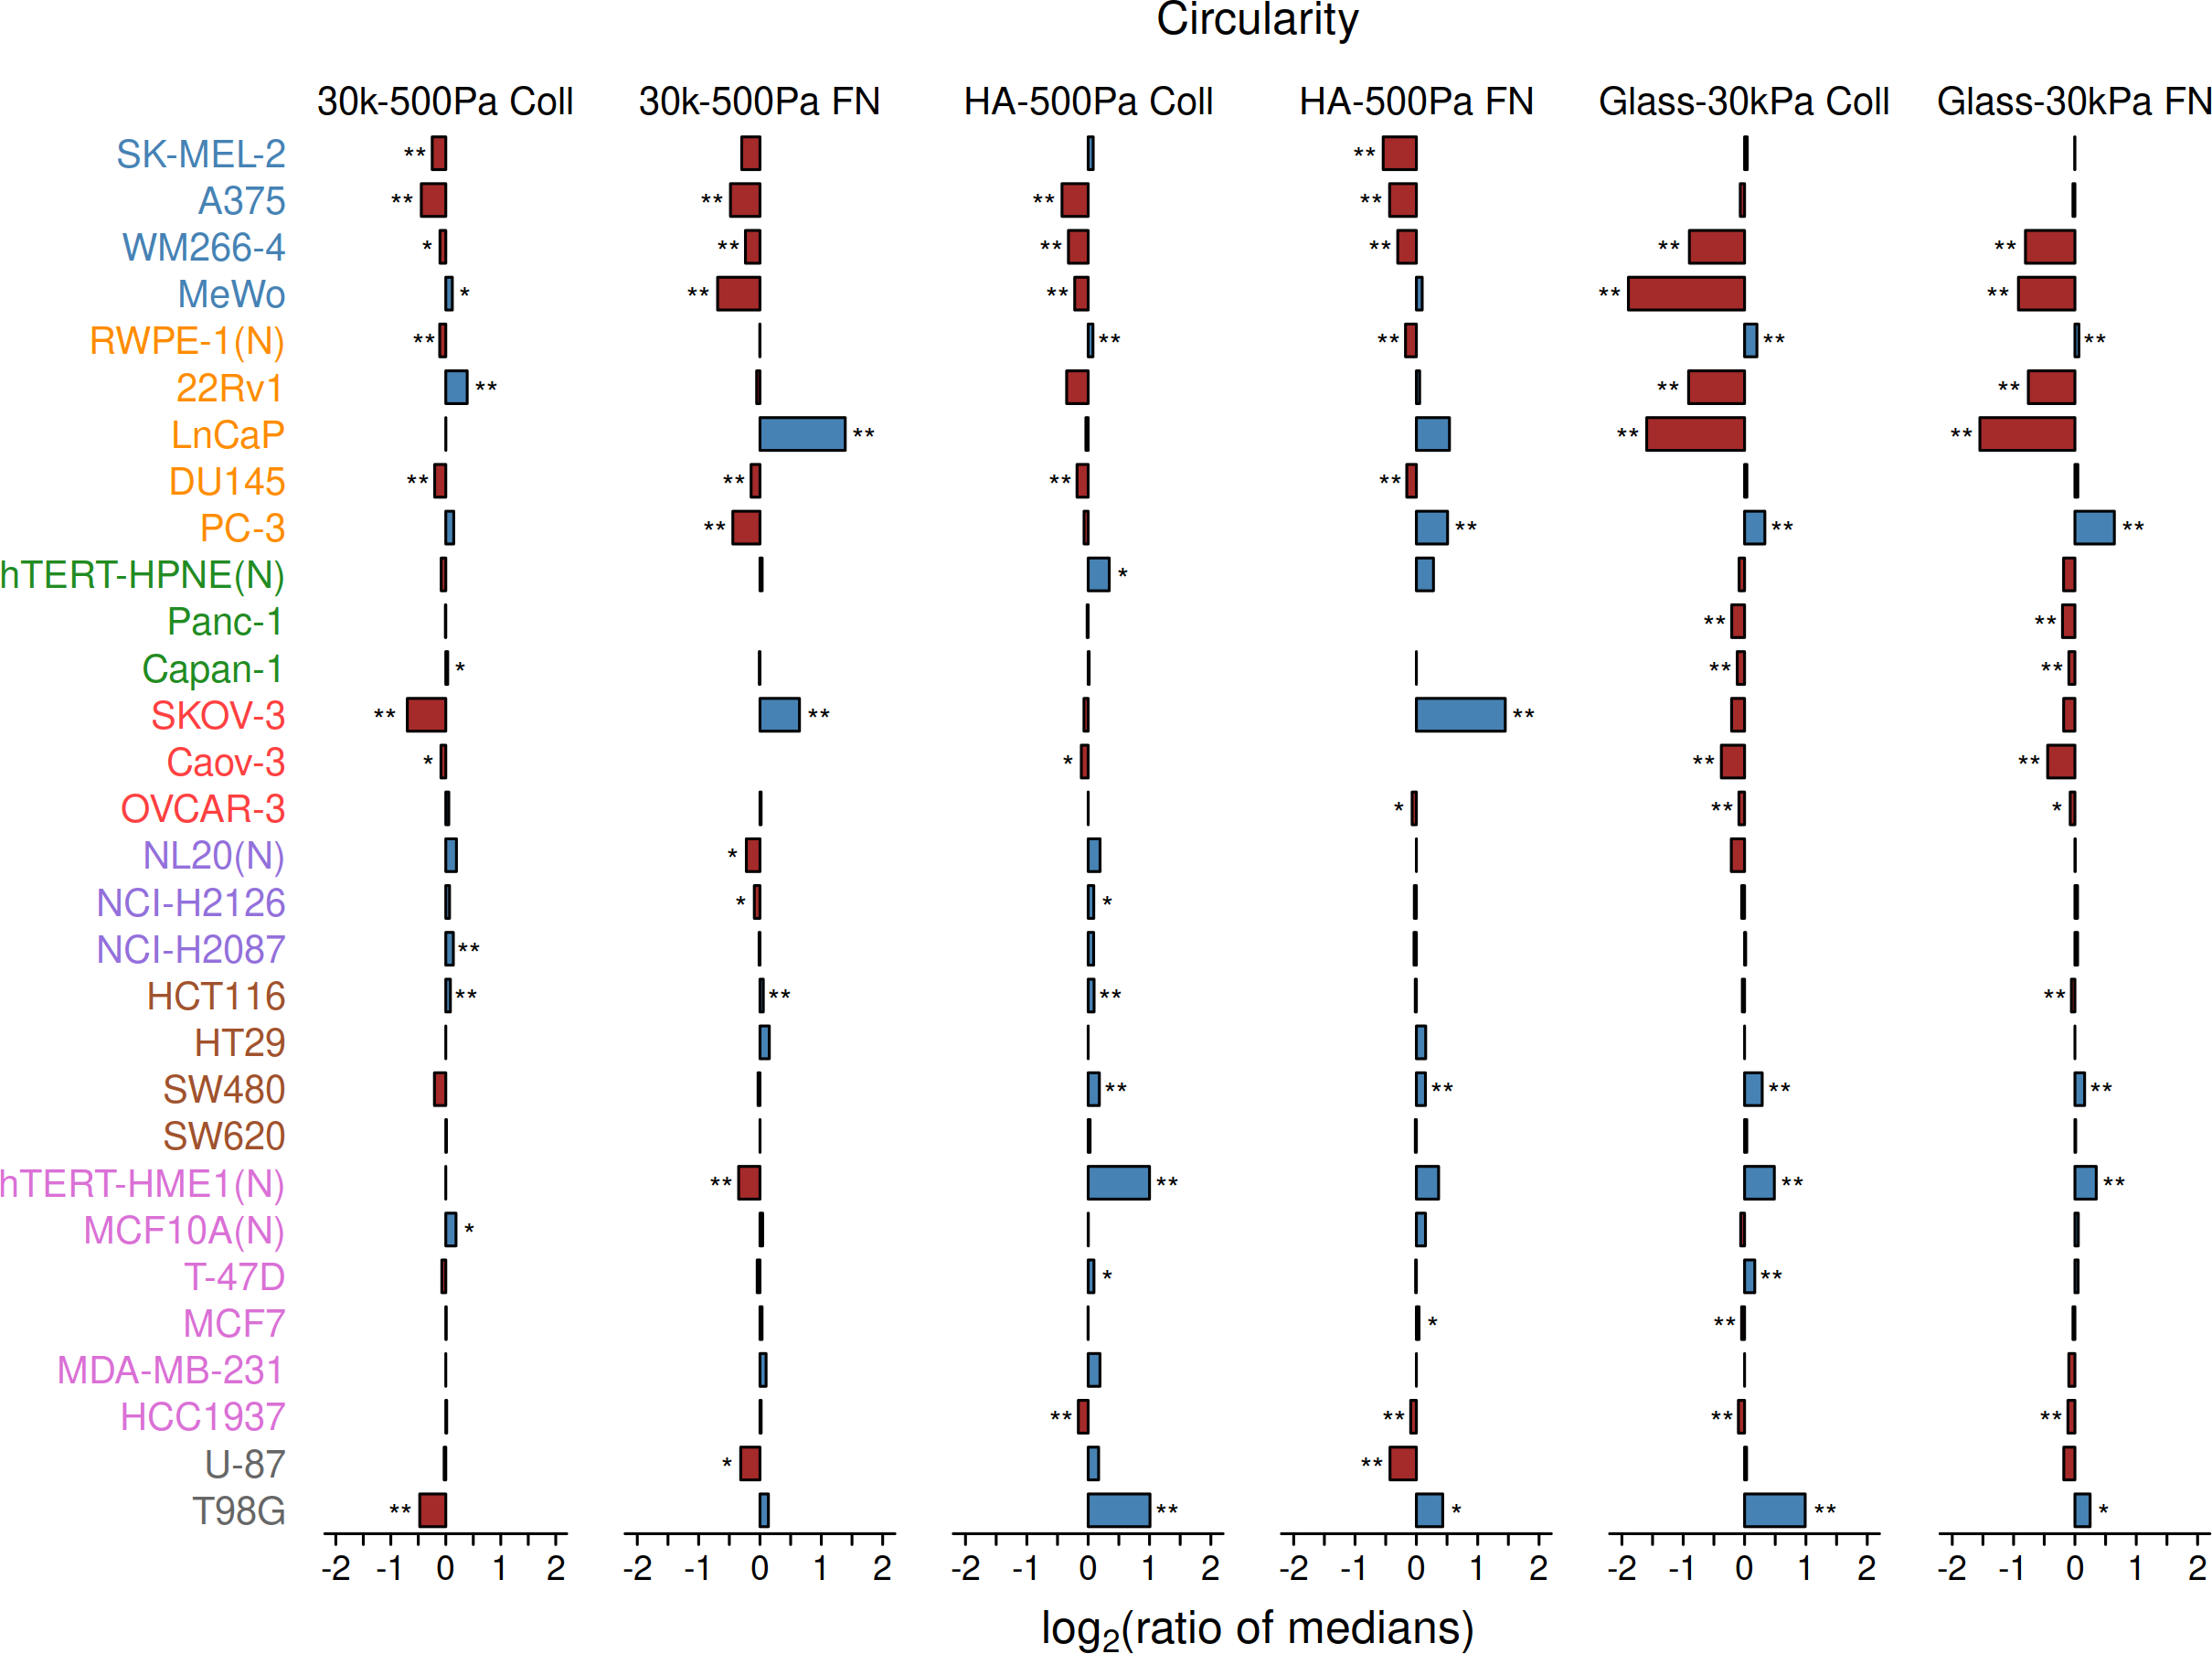 Circularity
30k-500Pa Coll 30k-500Pa FN HA-500Pa Coll HA-500Pa FN Glass-30kPa Coll Glass-30kPa FN
SK-MEL-2 ** **
A375 ** ** ** **
WM266-4 * ** ** ** ** **
MeWo * ** ** ** **
RWPE-1(N) ** ** ** ** **
22Rv1 ** ** **
LnCaP ** ** **
DU145 ** ** ** **
PC-3 ** ** ** **
hTERT-HPNE(N) *
Panc-1 ** **
Capan-1 * ** **
SKOV-3 ** ** **
Caov-3 * * ** **
OVCAR-3 * ** *
NL20(N) *
NCI-H2126 * *
NCI-H2087 **
HCT116 ** ** ** **
HT29
SW480 ** ** ** **
SW620
hTERT-HME1(N) ** ** ** **
MCF10A(N) *
T-47D * **
MCF7 * **
MDA-MB-231
HCC1937 ** ** ** **
U-87 * **
T98G ** ** * ** *
-2 -1 0 1 2 -2 -1 0 1 2 -2 -1 0 1 2 -2 -1 0 1 2 -2 -1 0 1 2 -2 -1 0 1 2
log2(ratio of medians)